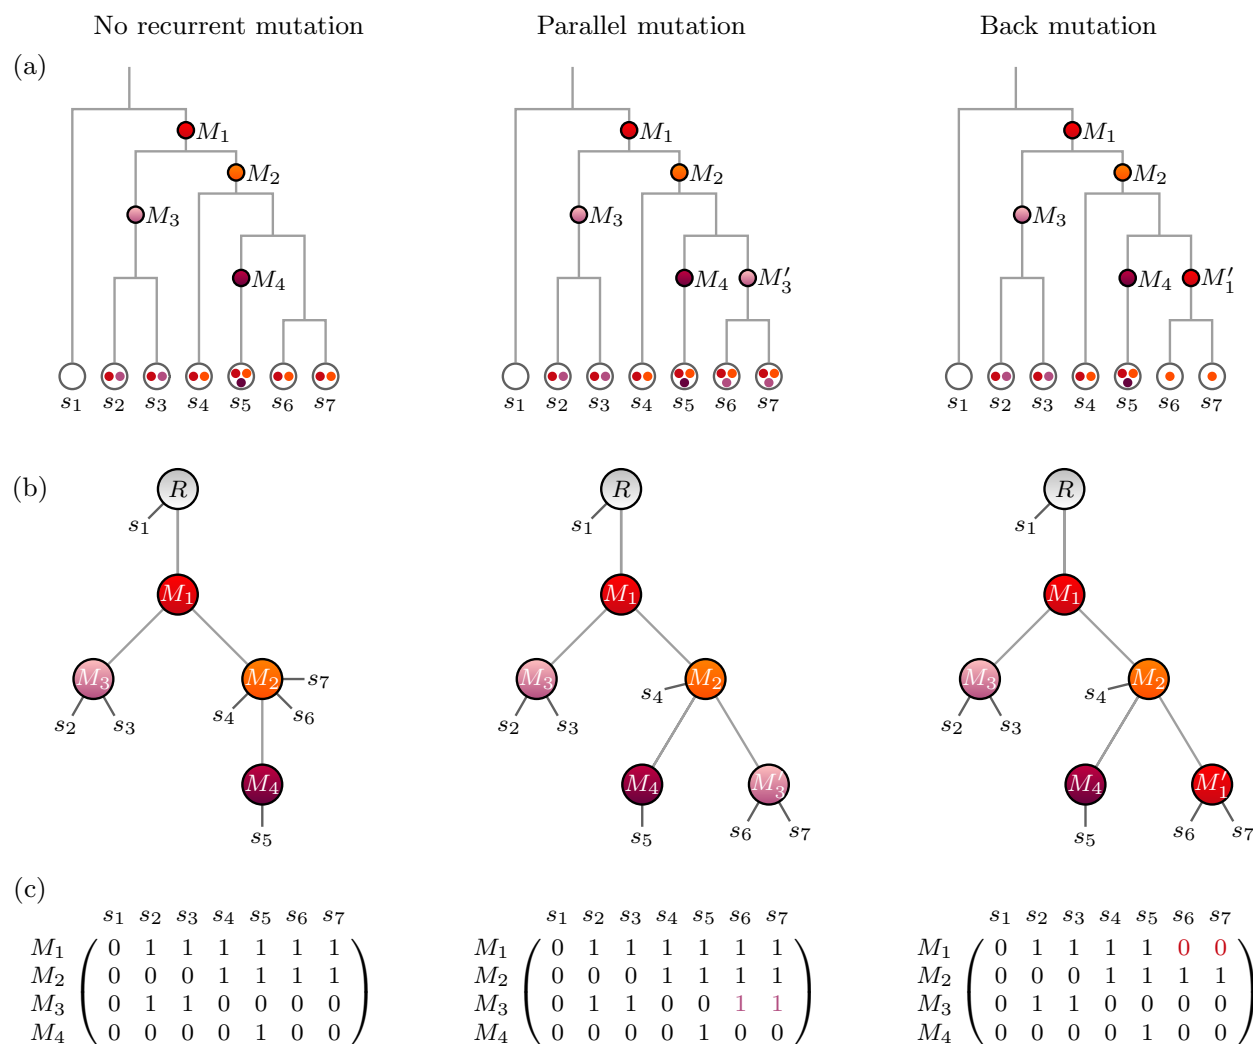 No recurrent mutation Parallel mutation Back mutation
(a)
M₁ M₁ M₁
M₂ M₂ M₂
M₃ M₃ M₃
M₄ M₄ M′₃ M₄ M′₁
s₁ s₂ s₃ s₄ s₅ s₆ s₇ s₁ s₂ s₃ s₄ s₅ s₆ s₇ s₁ s₂ s₃ s₄ s₅ s₆ s₇
(b)
R R R
s₁ s₁ s₁
M₁ M₁ M₁
M₃ M₂ s₇ M₃ s₄ M₂ M₃ s₄ M₂
s₂ s₃ s₄ s₆ s₂ s₃ s₂ s₃
M₄ M₄ M′₃ M₄ M′₁
s₅ s₅ s₆ s₇ s₅ s₆ s₇
(c)
s₁ s₂ s₃ s₄ s₅ s₆ s₇ s₁ s₂ s₃ s₄ s₅ s₆ s₇ s₁ s₂ s₃ s₄ s₅ s₆ s₇
M₁ 0 1 1 1 1 1 1 M₁ 0 1 1 1 1 1 1 M₁ 0 1 1 1 1 0 0
M₂ 0 0 0 1 1 1 1 M₂ 0 0 0 1 1 1 1 M₂ 0 0 0 1 1 1 1
M₃ 0 1 1 0 0 0 0 M₃ 0 1 1 0 0 1 1 M₃ 0 1 1 0 0 0 0
M₄ 0 0 0 0 1 0 0 M₄ 0 0 0 0 1 0 0 M₄ 0 0 0 0 1 0 0